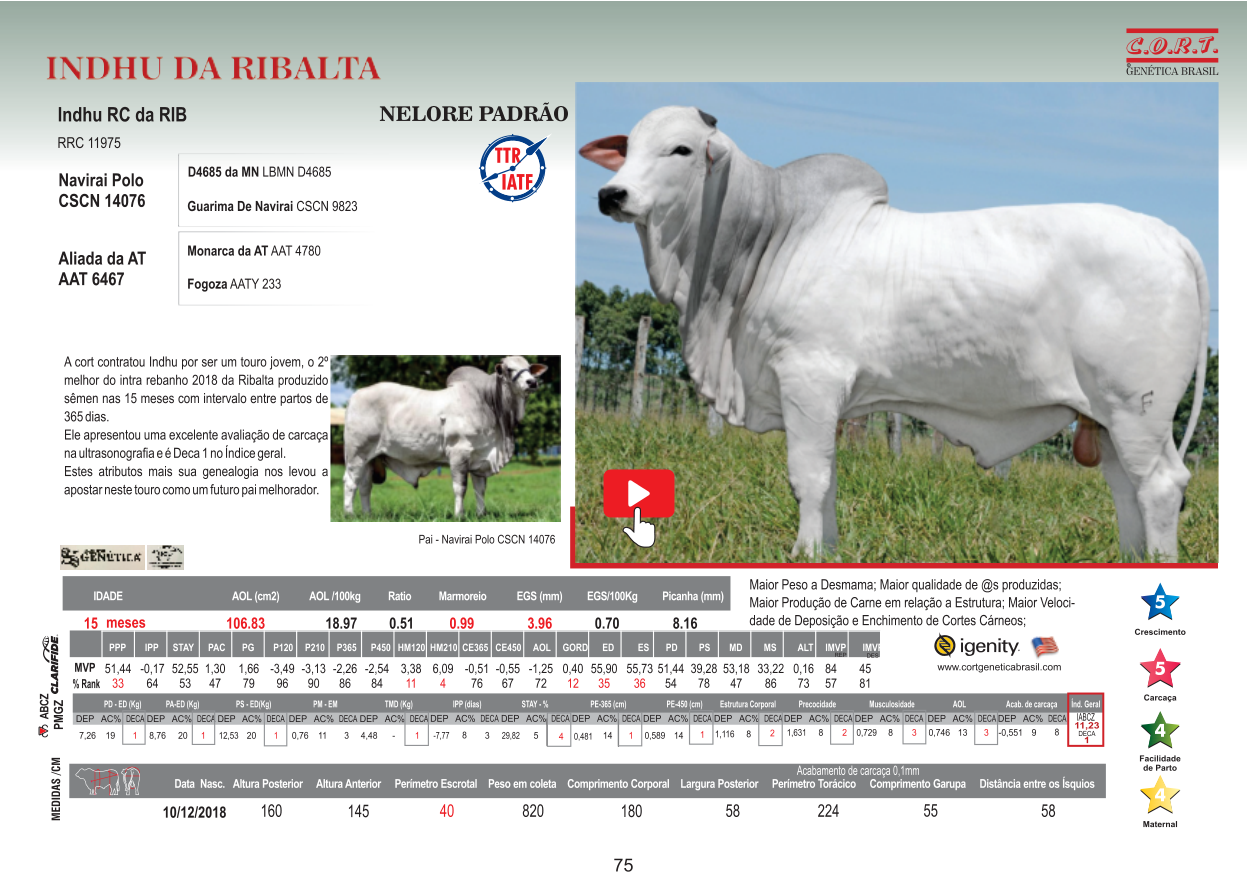 C.O.R.T.
GENÉTICA BRASIL
INDHU DA RIBALTA
Indhu RC da RIB
NELORE PADRÃO
RRC 11975
TTR
IATF
Navirai Polo
CSCN 14076
D4685 da MN LBMN D4685
Guarima De Navirai CSCN 9823
Aliada da AT
AAT 6467
Monarca da AT AAT 4780
Fogoza AATY 233
A cort contratou Indhu por ser um touro jovem, o 2º
melhor do intra rebanho 2018 da Ribalta produzido
sêmen nas 15 meses com intervalo entre partos de
365 dias.
Ele apresentou uma excelente avaliação de carcaça
na ultrasonografia e é Deca 1 no Índice geral.
Estes atributos mais sua genealogia nos levou a
apostar neste touro como um futuro pai melhorador.
Pai - Navirai Polo CSCN 14076
GENÉTICA
IDADE AOL (cm2) AOL /100kg Ratio Marmoreio EGS (mm) EGS/100Kg Picanha (mm)
15 meses 106.83 18.97 0.51 0.99 3.96 0.70 8.16
Maior Peso a Desmama; Maior qualidade de @s produzidas;
Maior Produção de Carne em relação a Estrutura; Maior Veloci-
dade de Deposição e Enchimento de Cortes Cárneos;
igenity
www.cortgeneticabrasil.com
5
Crescimento
5
Carcaça
4
Facilidade
de Parto
4
Maternal
CLARIFIDE
PPP IPP STAY PAC PG P120 P210 P365 P450 HM120 HM210 CE365 CE450 AOL GORD ED ES PD PS MD MS ALT IMVP REP IMVP DES
MVP 51,44 -0,17 52,55 1,30 1,66 -3,49 -3,13 -2,26 -2,54 3,38 6,09 -0,51 -0,55 -1,25 0,40 55,90 55,73 51,44 39,28 53,18 33,22 0,16 84 45
% Rank 33 64 53 47 79 96 90 86 84 11 4 76 67 72 12 35 36 54 78 47 86 73 57 81
ABCZ
PMGZ
PD - ED (Kg) PA-ED (Kg) PS - ED(Kg) PM - EM TMD (Kg) IPP (dias) STAY - % PE-365 (cm) PE-450 (cm) Estrutura Corporal Precocidade Musculosidade AOL Acab. de carcaça Índ. Geral
DEP AC% DECA DEP AC% DECA DEP AC% DECA DEP AC% DECA DEP AC% DECA DEP AC% DECA DEP AC% DECA DEP AC% DECA DEP AC% DECA DEP AC% DECA DEP AC% DECA DEP AC% DECA DEP AC% DECA DEP AC% DECA IABCZ
7,26 19 1 8,76 20 1 12,53 20 1 0,76 11 3 4,48 - 1 -7,77 8 3 29,82 5 4 0,481 14 1 0,589 14 1 1,116 8 2 1,631 8 2 0,729 8 3 0,746 13 3 -0,551 9 8 11,23
DECA
1
MEDIDAS /CM
Acabamento de carcaça 0,1mm
Data Nasc. Altura Posterior Altura Anterior Perímetro Escrotal Peso em coleta Comprimento Corporal Largura Posterior Perímetro Torácico Comprimento Garupa Distância entre os Ísquios
10/12/2018 160 145 40 820 180 58 224 55 58
75